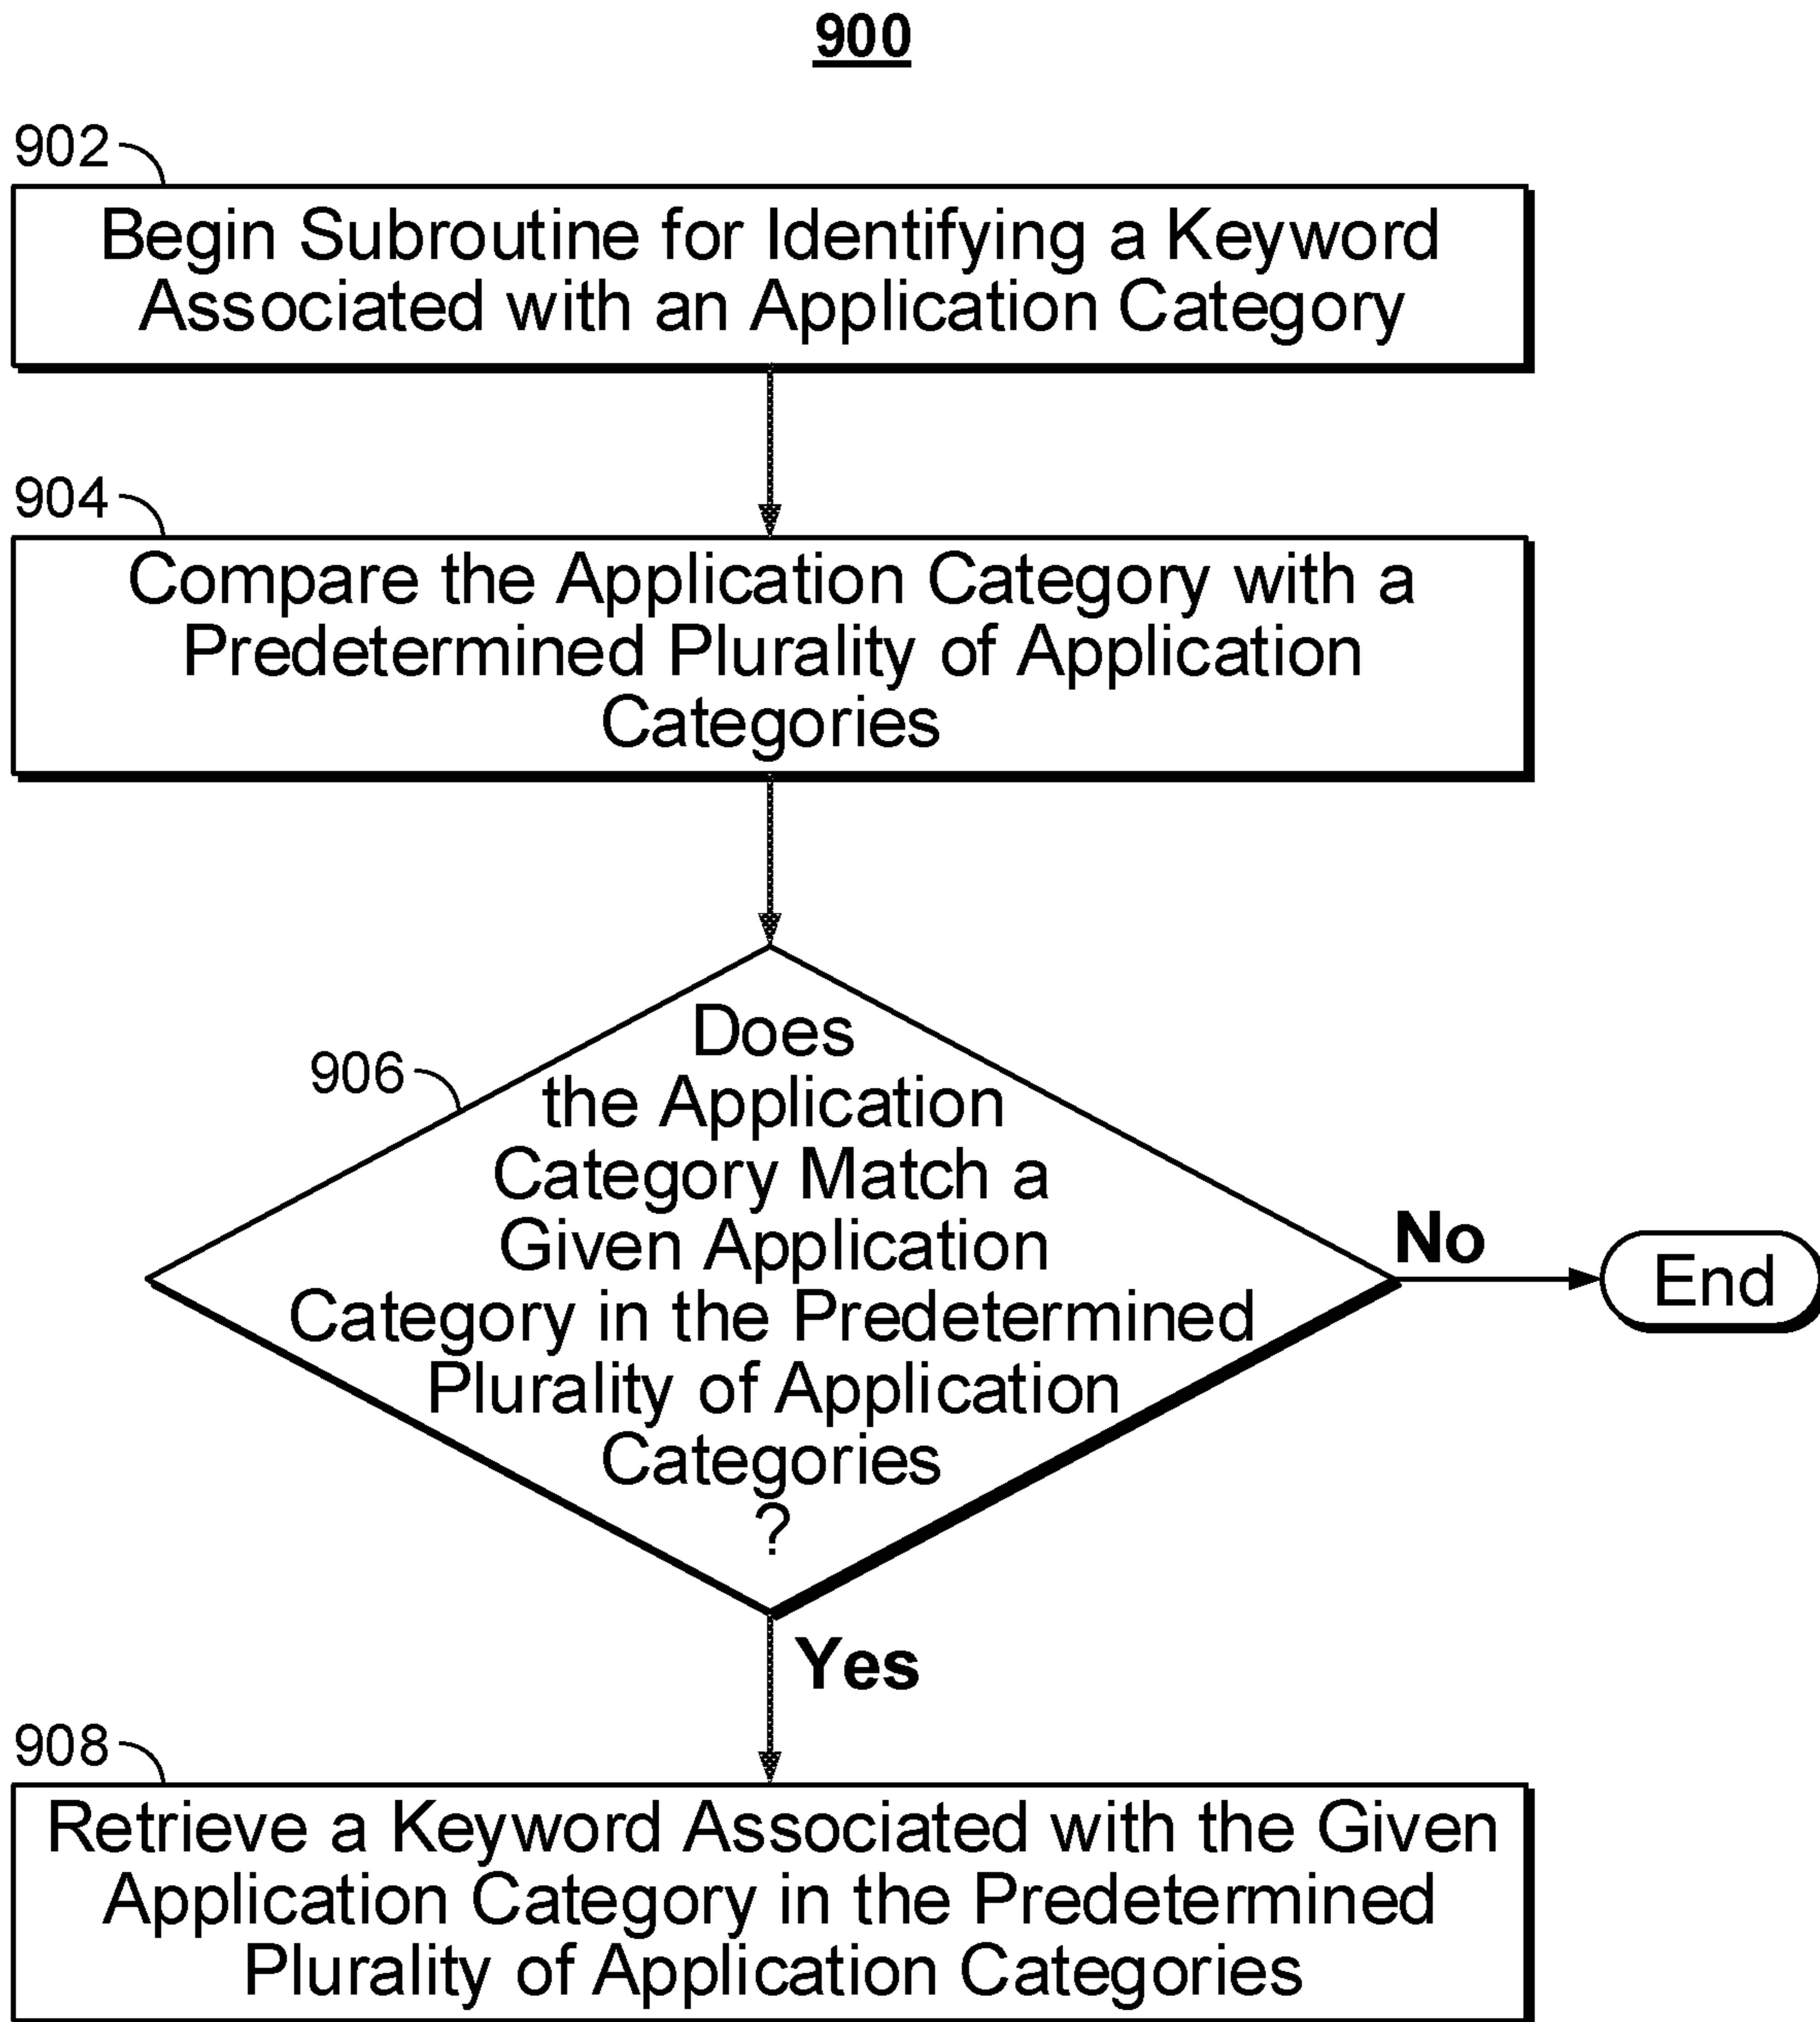 900
902
Begin Subroutine for Identifying a Keyword
Associated with an Application Category
904
Compare the Application Category with a
Predetermined Plurality of Application
Categories
906
Does
the Application
Category Match a
Given Application
Category in the Predetermined
Plurality of Application
Categories
?
No
End
Yes
908
Retrieve a Keyword Associated with the Given
Application Category in the Predetermined
Plurality of Application Categories